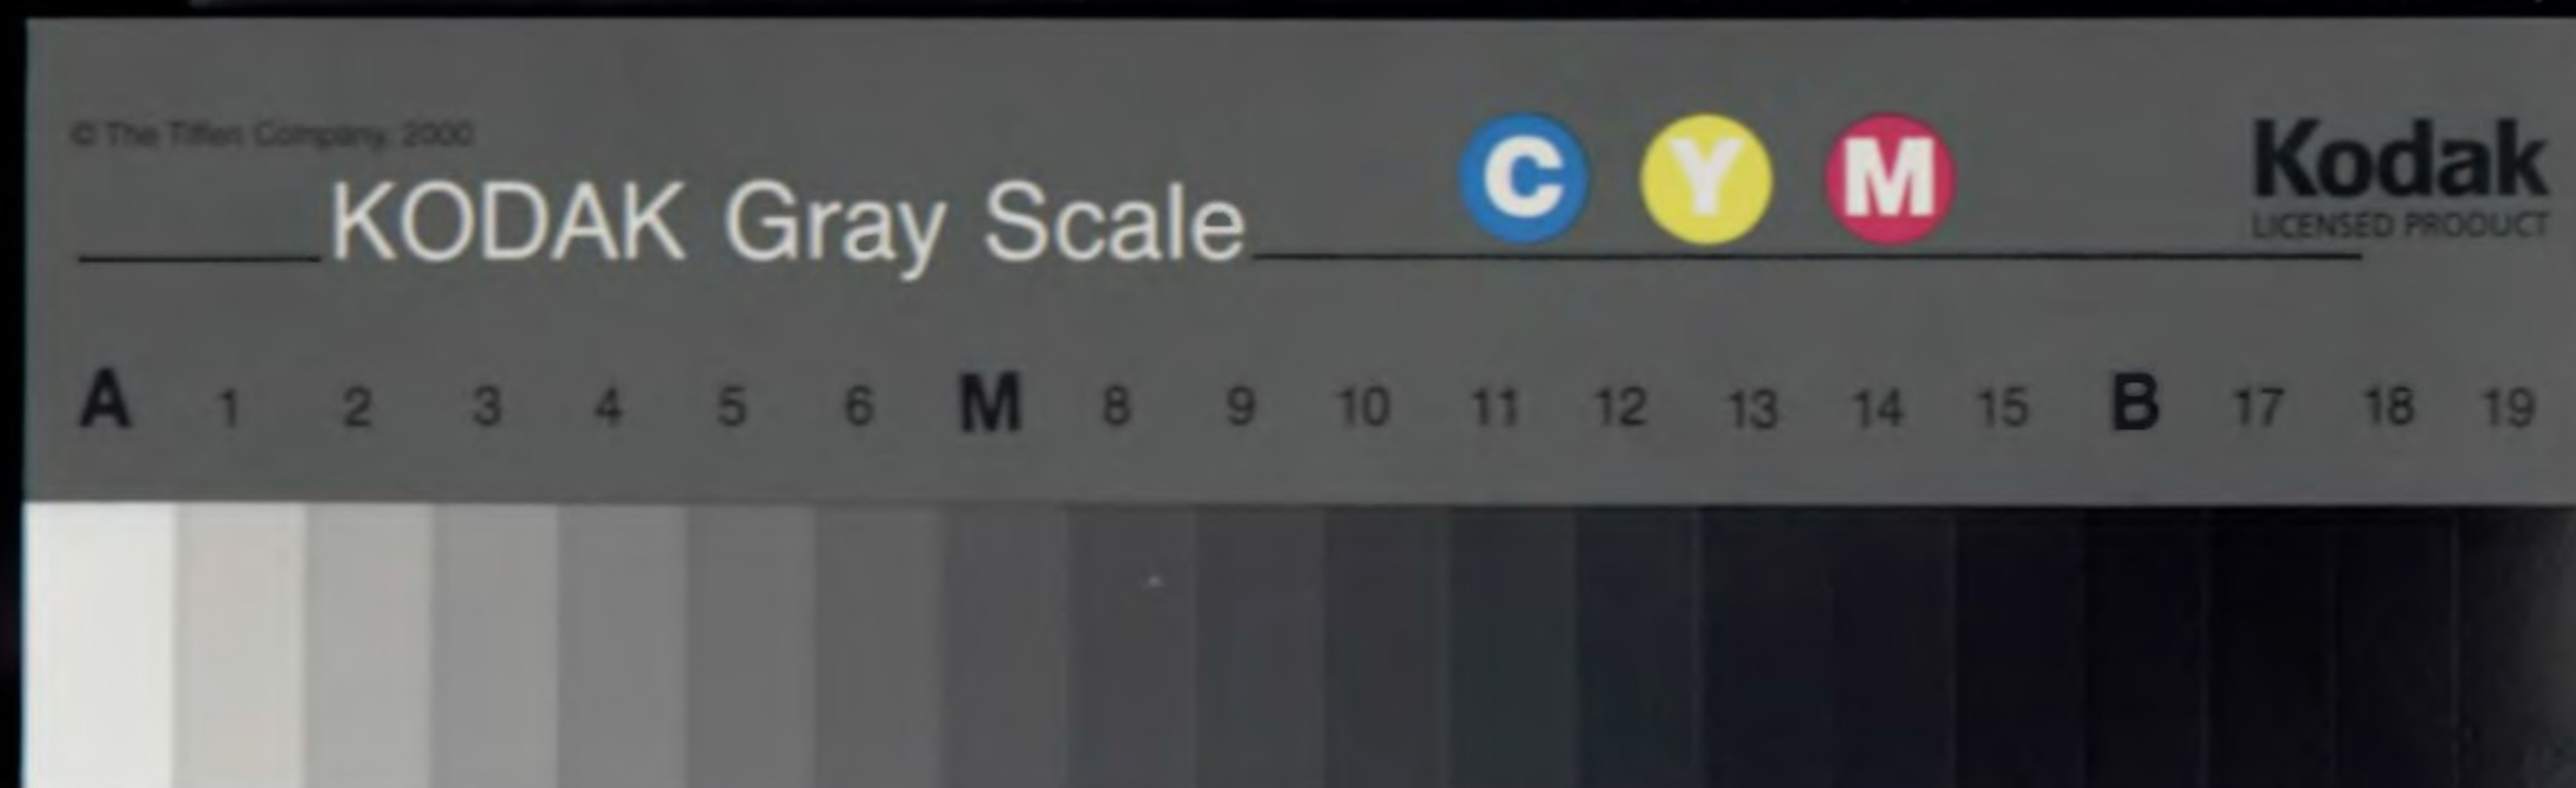 © The Tiffen Company, 2000
KODAK Gray Scale
C Y M
Kodak
LICENSED PRODUCT
A 1 2 3 4 5 6 M 8 9 10 11 12 13 14 15 B 17 18 19